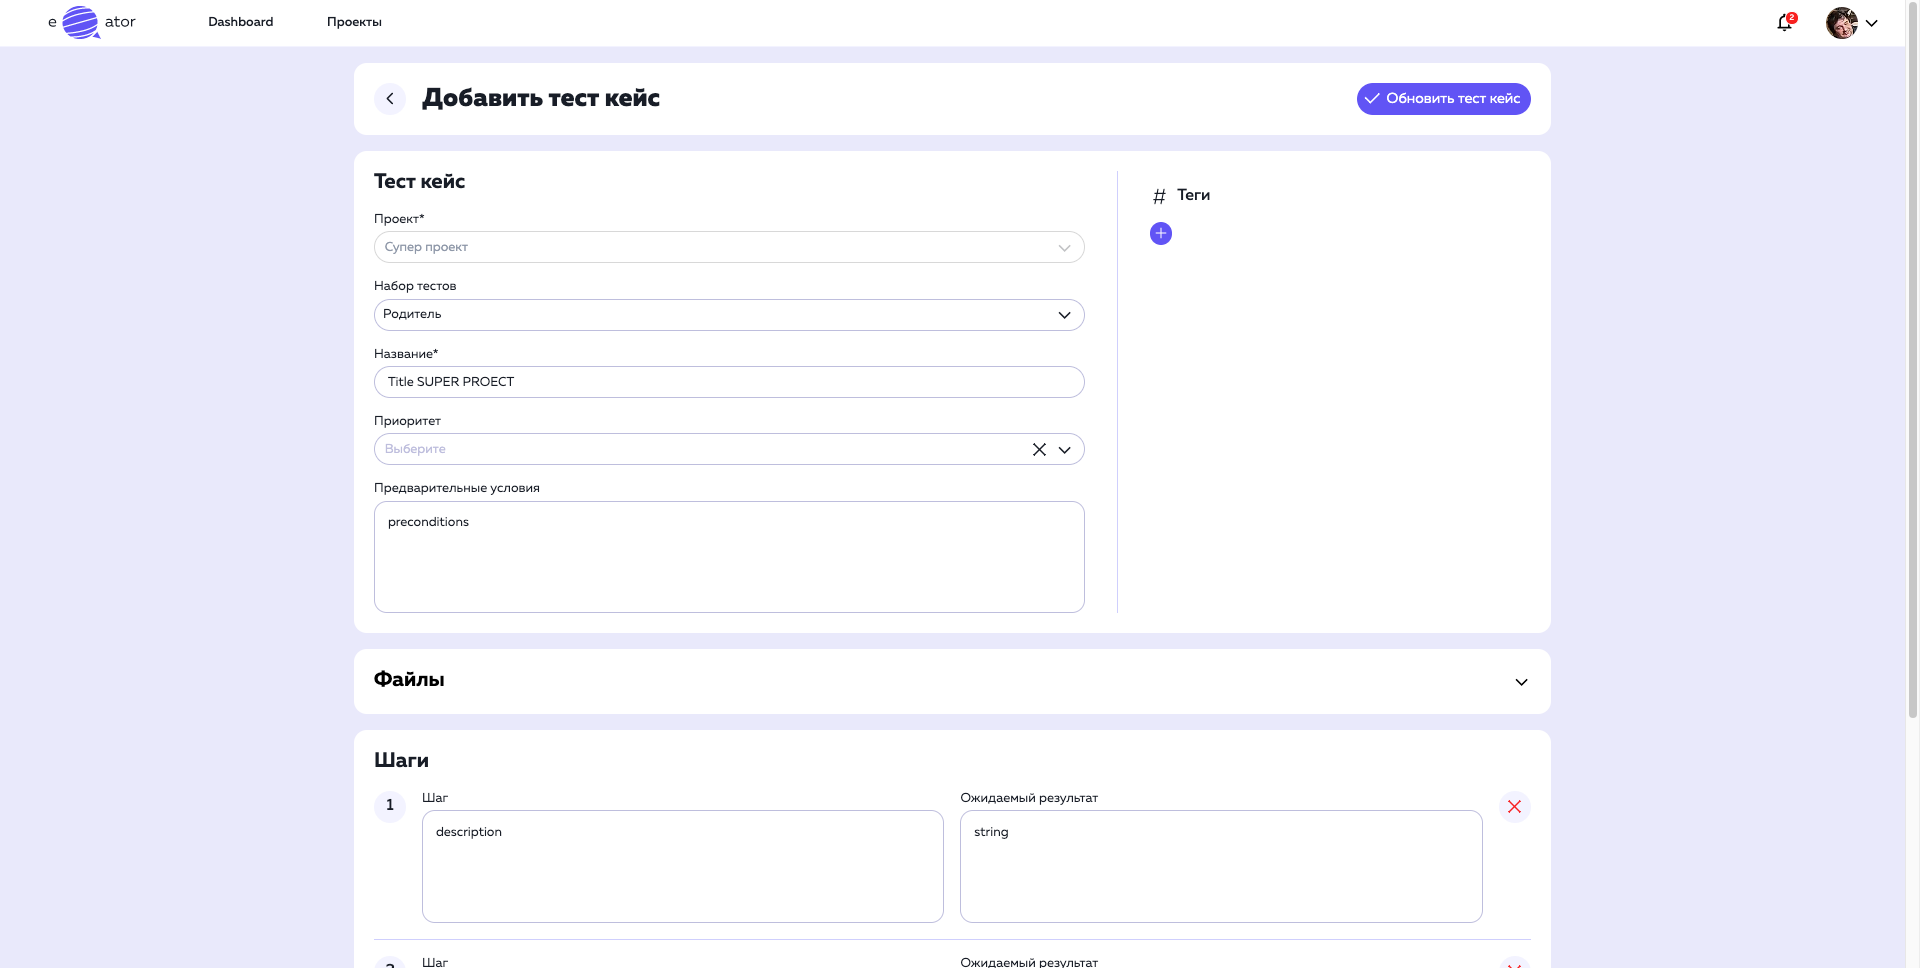 e ator
Dashboard
Проекты
2
Добавить тест кейс
Обновить тест кейс
Тест кейс
Проект*
Супер проект
Набор тестов
Родитель
Название*
Title SUPER PROECT
Приоритет
Выберите
Предварительные условия
preconditions
# Теги
Файлы
Шаги
1
Шаг
description
Ожидаемый результат
string
Шаг
Ожидаемый результат